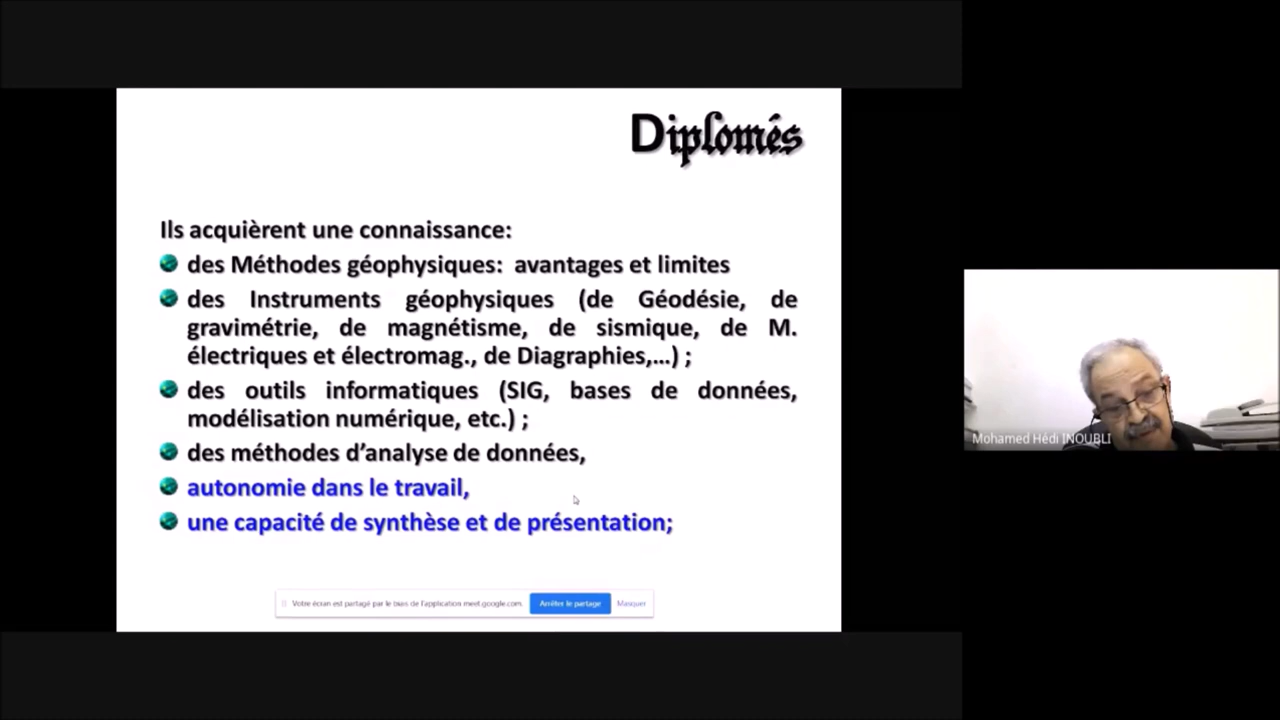 Diplomés
Ils acquièrent une connaissance:
des Méthodes géophysiques: avantages et limites
des Instruments géophysiques (de Géodésie, de
gravimétrie, de magnétisme, de sismique, de M.
électriques et électromag., de Diagraphies,...) ;
des outils informatiques (SIG, bases de données,
modélisation numérique, etc.) ;
des méthodes d'analyse de données,
autonomie dans le travail,
une capacité de synthèse et de présentation;
Votre écran est partagé par le biais de l'application meet.google.com.
Arrêter le partage
Masquer
Mohamed Hédi INOUBLI